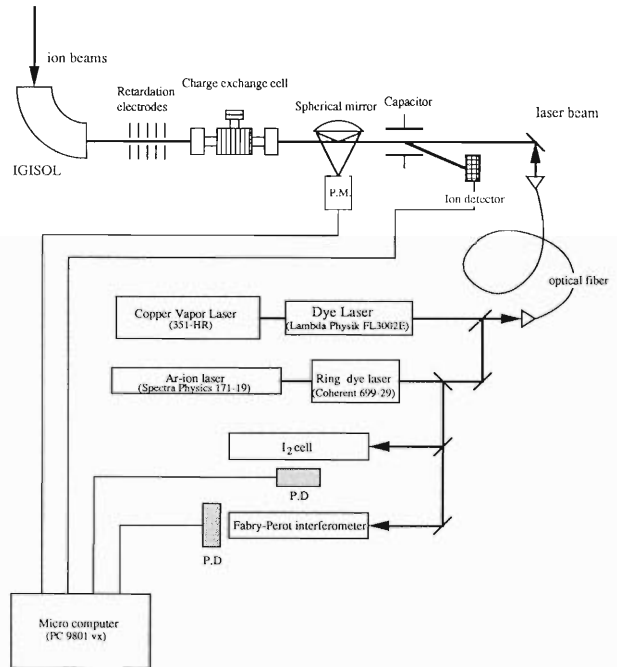 ion beams
Retardation
electrodes
Charge exchange cell
Spherical mirror
Capacitor
laser beam
IGISOL
P.M.
Ion detector
optical fiber
Copper Vapor Laser
(351-HR)
Dye Laser
(Lambda Physik FL3002E)
Ar-ion laser
(Spectra Physics 171-19)
Ring dye laser
(Coherent 699-29)
I2 cell
P.D
Fabry-Perot interferometer
P.D
Micro computer
(PC 9801 vx)